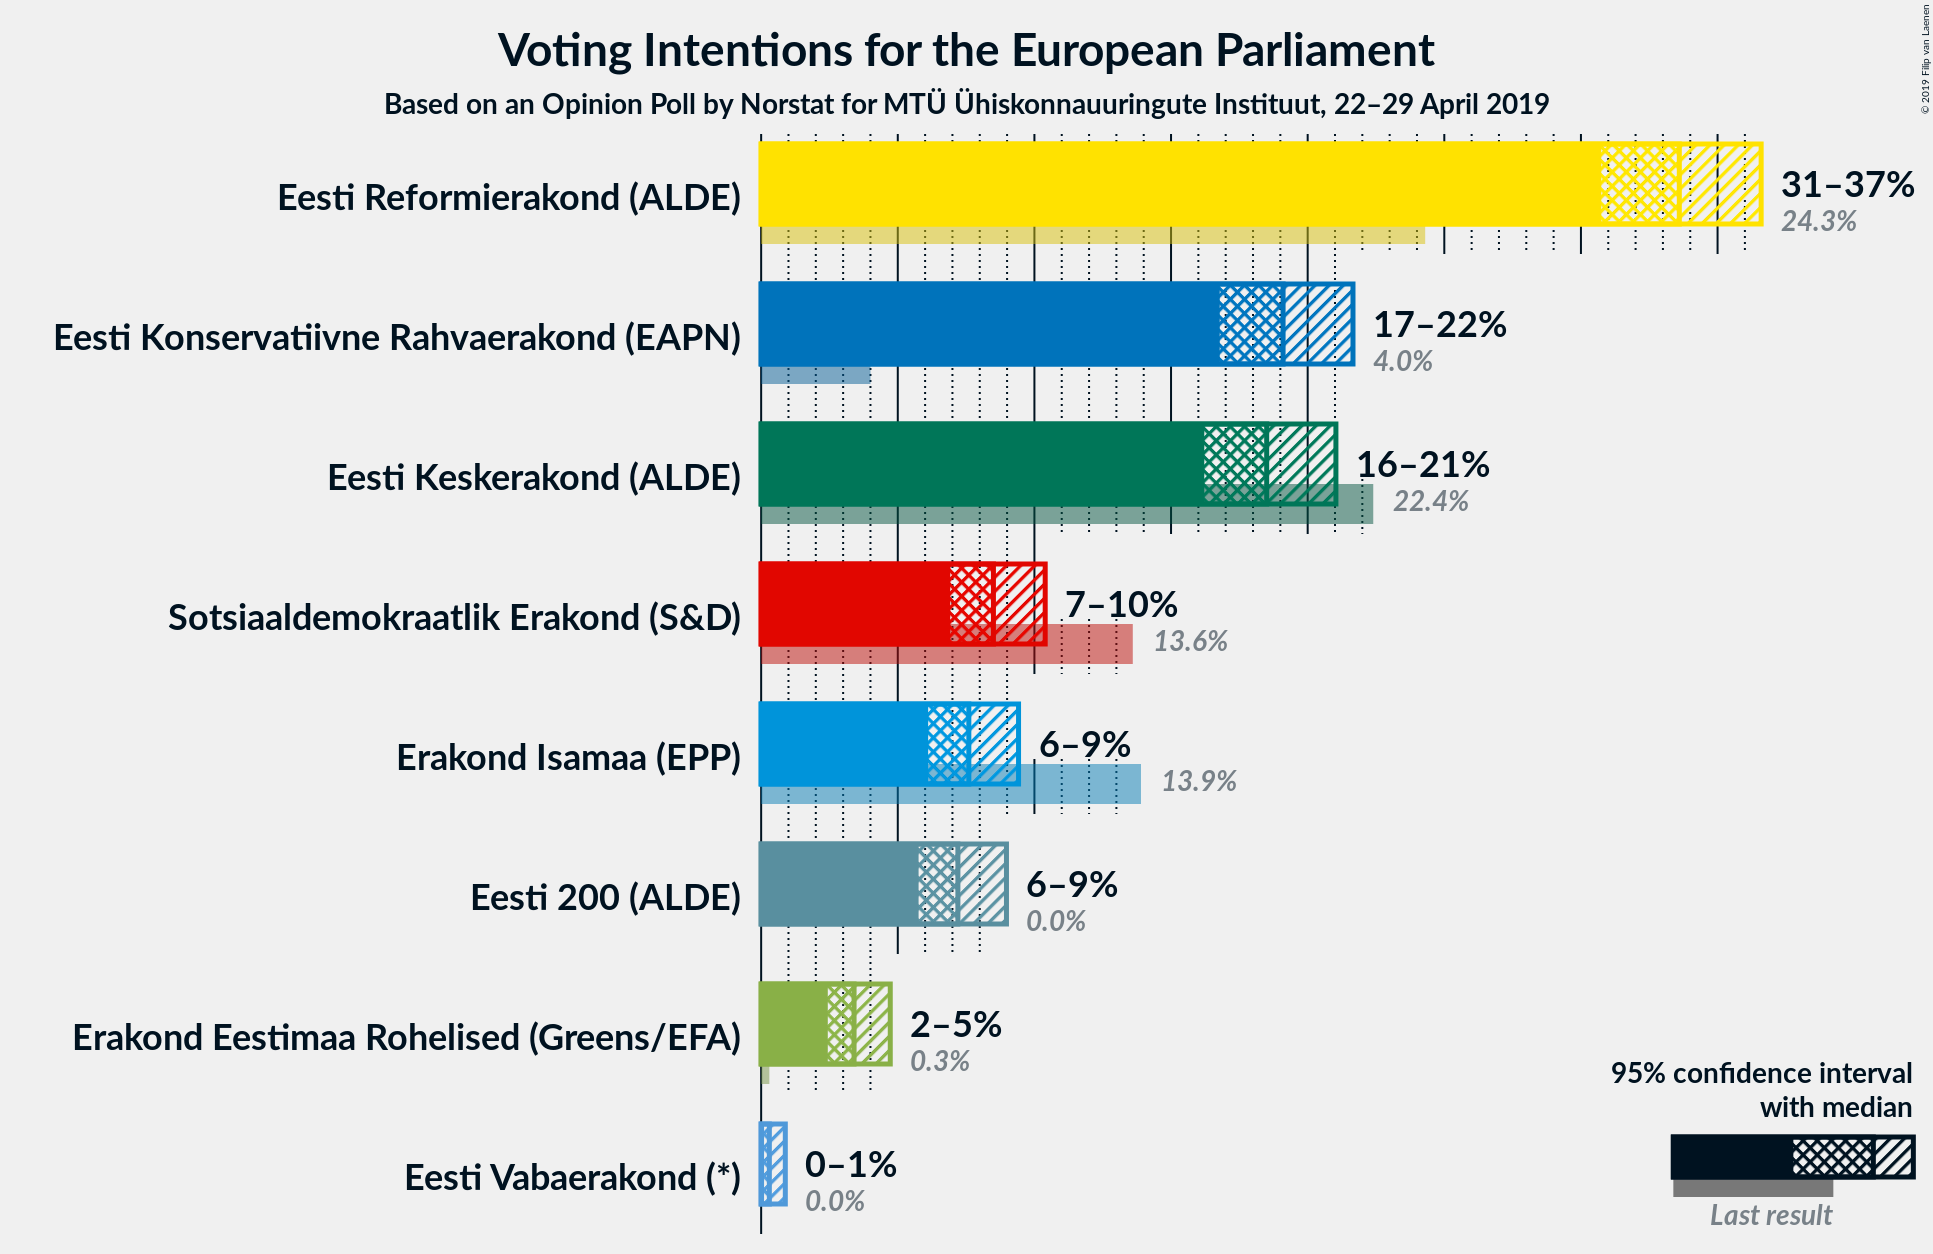 Voting Intentions for the European Parliament
Based on an Opinion Poll by Norstat for MTÜ Ühiskonnauuringute Instituut, 22–29 April 2019
© 2019 Filip van Laenen
Eesti Reformierakond (ALDE)
31–37%
24.3%
Eesti Konservatiivne Rahvaerakond (EAPN)
17–22%
4.0%
Eesti Keskerakond (ALDE)
16–21%
22.4%
Sotsiaaldemokraatlik Erakond (S&D)
7–10%
13.6%
Erakond Isamaa (EPP)
6–9%
13.9%
Eesti 200 (ALDE)
6–9%
0.0%
Erakond Eestimaa Rohelised (Greens/EFA)
2–5%
0.3%
Eesti Vabaerakond (*)
0–1%
0.0%
95% confidence interval
with median
Last result